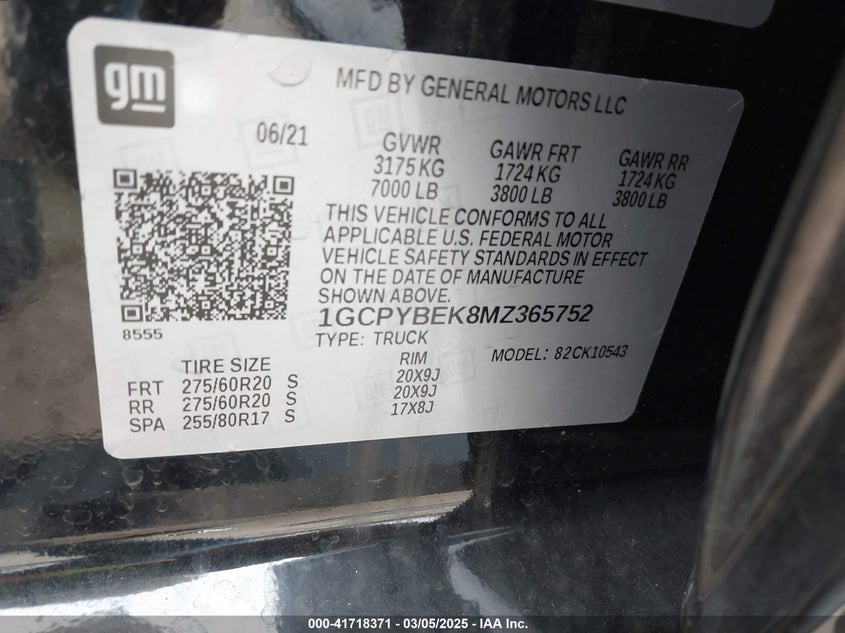 gm
MFD BY GENERAL MOTORS LLC
06/21
GVWR
3175 KG
7000 LB
GAWR FRT
1724 KG
3800 LB
GAWR RR
1724 KG
3800 LB
THIS VEHICLE CONFORMS TO ALL
APPLICABLE U.S. FEDERAL MOTOR
VEHICLE SAFETY STANDARDS IN EFFECT
ON THE DATE OF MANUFACTURE
SHOWN ABOVE.
8555
1GCPYBEK8MZ365752
TYPE: TRUCK
MODEL: 82CK10543
TIRE SIZE RIM
FRT 275/60R20 S 20X9J
RR 275/60R20 S 20X9J
SPA 255/80R17 S 17X8J
000-41718371 - 03/05/2025 - IAA Inc.